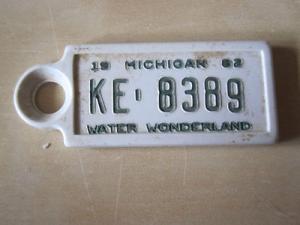 19 MICHIGAN 62
KE·8389
WATER WONDERLAND